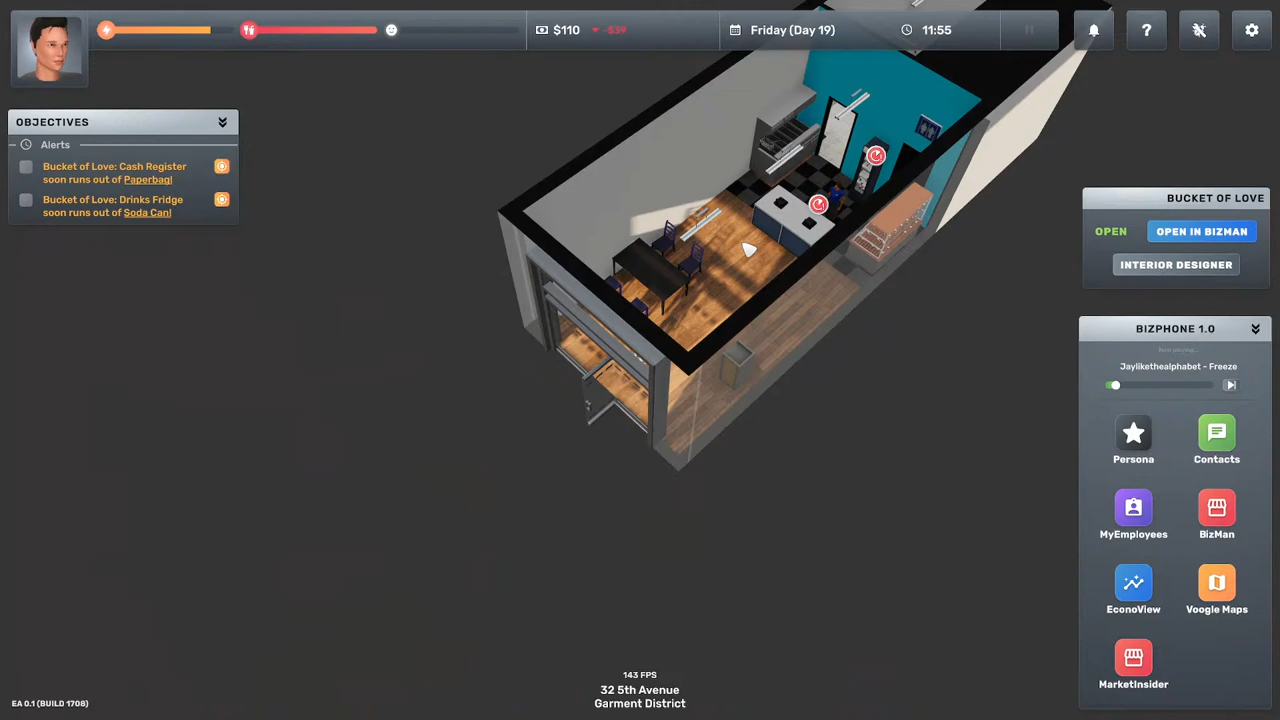 $110
-$39
Friday (Day 19)
11:55
OBJECTIVES
Alerts
Bucket of Love: Cash Register
soon runs out of Paperbag!
Bucket of Love: Drinks Fridge
soon runs out of Soda Can!
BUCKET OF LOVE
OPEN
OPEN IN BIZMAN
INTERIOR DESIGNER
BIZPHONE 1.0
Now playing...
Jaylikethealphabet - Freeze
Persona
Contacts
MyEmployees
BizMan
EconoView
Voogle Maps
MarketInsider
143 FPS
32 5th Avenue
Garment District
EA 0.1 (BUILD 1708)